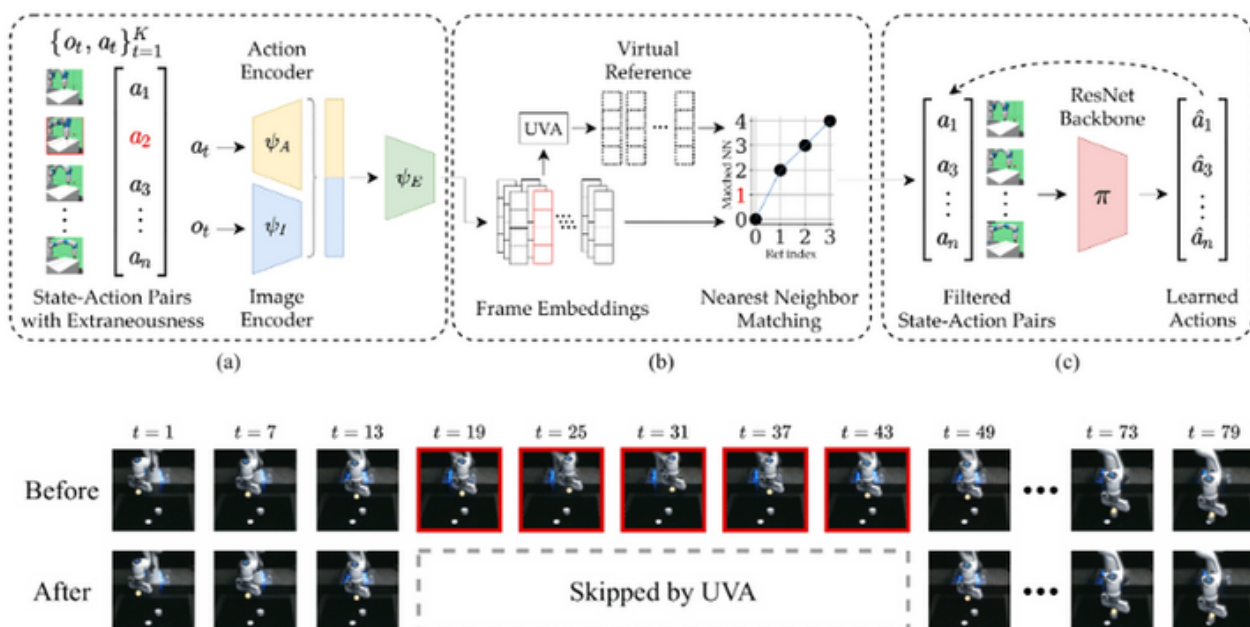 {o_t, a_t}_{t=1}^K
a_1
a_2
a_3
⋮
a_n
State-Action Pairs
with Extraneousness
Action
Encoder
a_t
ψ_A
o_t
ψ_I
Image
Encoder
ψ_E
(a)
Virtual
Reference
UVA
...
Frame Embeddings
Matched NN
4
3
2
1
0
0 1 2 3
Ref index
Nearest Neighbor
Matching
(b)
a_1
a_3
⋮
a_n
Filtered
State-Action Pairs
ResNet
Backbone
π
â_1
â_3
⋮
â_n
Learned
Actions
(c)
t = 1 t = 7 t = 13 t = 19 t = 25 t = 31 t = 37 t = 43 t = 49 t = 73 t = 79
Before •••
After Skipped by UVA •••